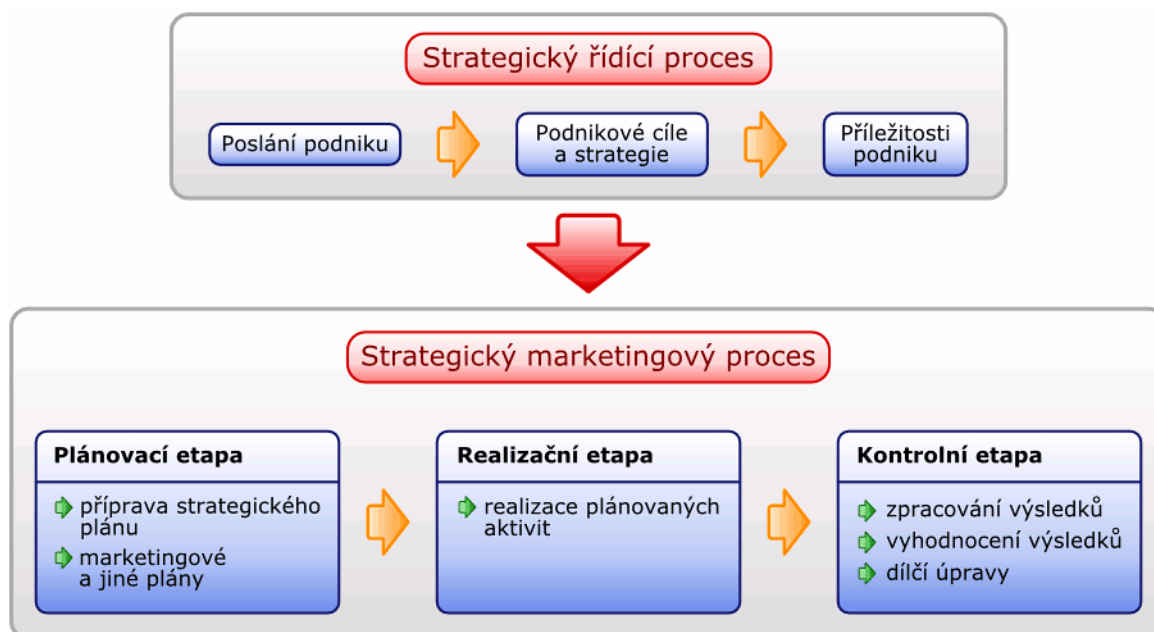 Strategický řídící proces
Poslání podniku
Podnikové cíle
a strategie
Příležitosti
podniku
Strategický marketingový proces
Plánovací etapa
příprava strategického
plánu
marketingové
a jiné plány
Realizační etapa
realizace plánovaných
aktivit
Kontrolní etapa
zpracování výsledků
vyhodnocení výsledků
dílčí úpravy